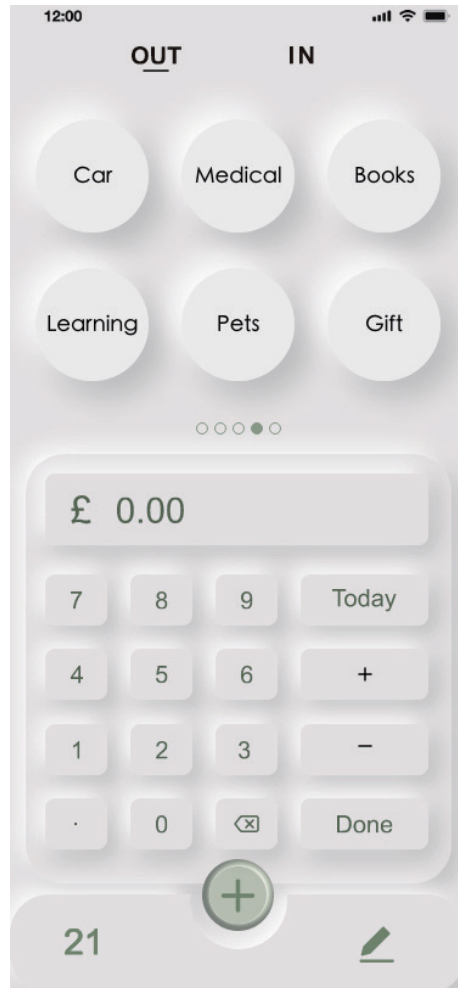 12:00
OUT IN
Car Medical Books
Learning Pets Gift
£ 0.00
7 8 9 Today
4 5 6 +
1 2 3 −
. 0 Done
+
21